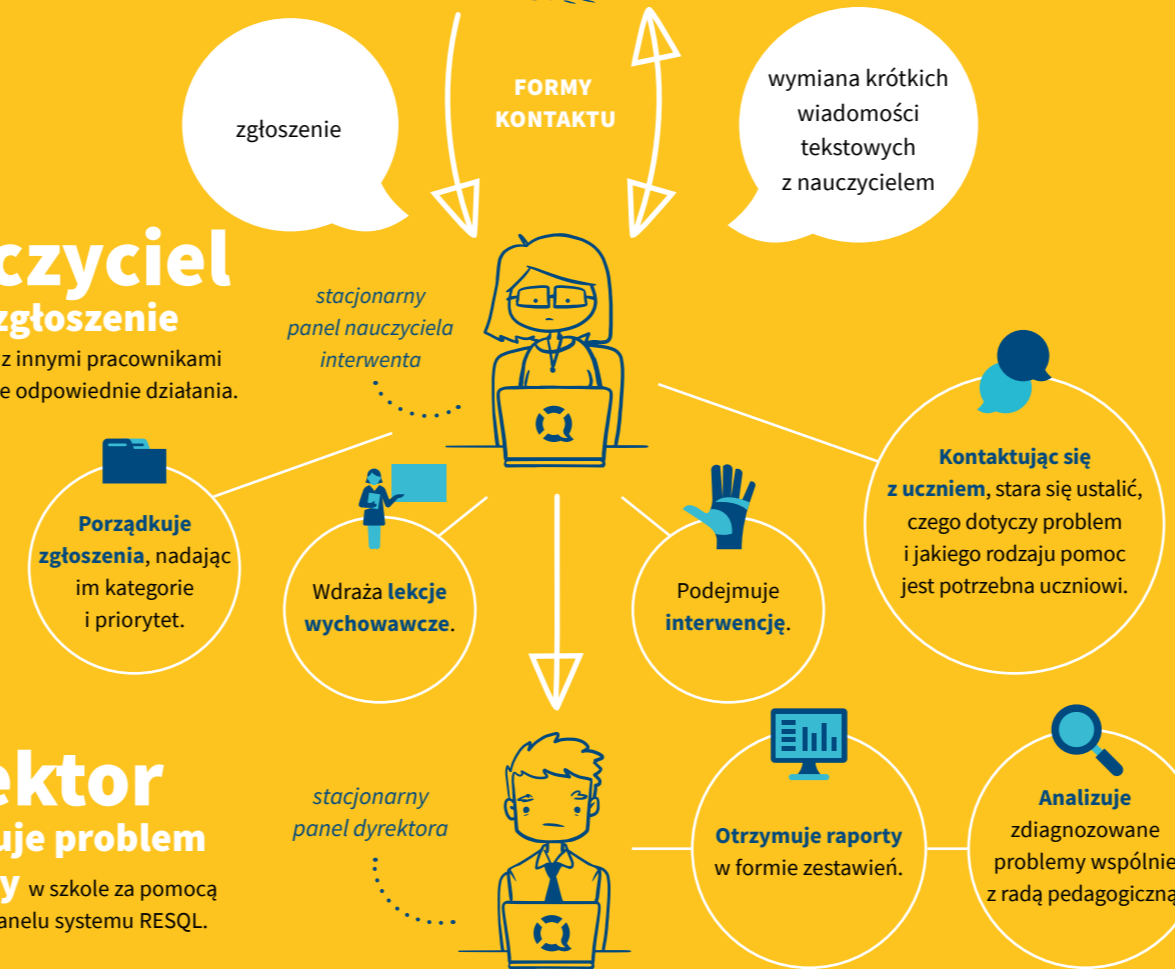 FORMY
KONTAKTU
zgłoszenie
wymiana krótkich
wiadomości
tekstowych
z nauczycielem
czyciel
zgłoszenie
z innymi pracownikami
e odpowiednie działania.
stacjonarny
panel nauczyciela
interwenta
Porządkuje
zgłoszenia, nadając
im kategorie
i priorytet.
Wdraża lekcje
wychowawcze.
Podejmuje
interwencję.
Kontaktując się
z uczniem, stara się ustalić,
czego dotyczy problem
i jakiego rodzaju pomoc
jest potrzebna uczniowi.
ektor
uje problem
y w szkole za pomocą
anelu systemu RESQL.
stacjonarny
panel dyrektora
Otrzymuje raporty
w formie zestawień.
Analizuje
zdiagnozowane
problemy wspólnie
z radą pedagogiczną